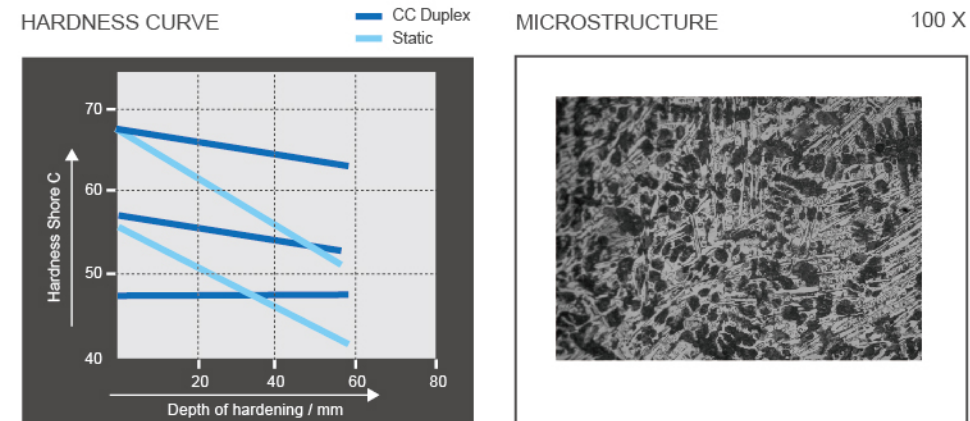 HARDNESS CURVE
CC Duplex
Static
70
60
50
40
20
40
60
80
Hardness Shore C
Depth of hardening / mm
MICROSTRUCTURE
100 X